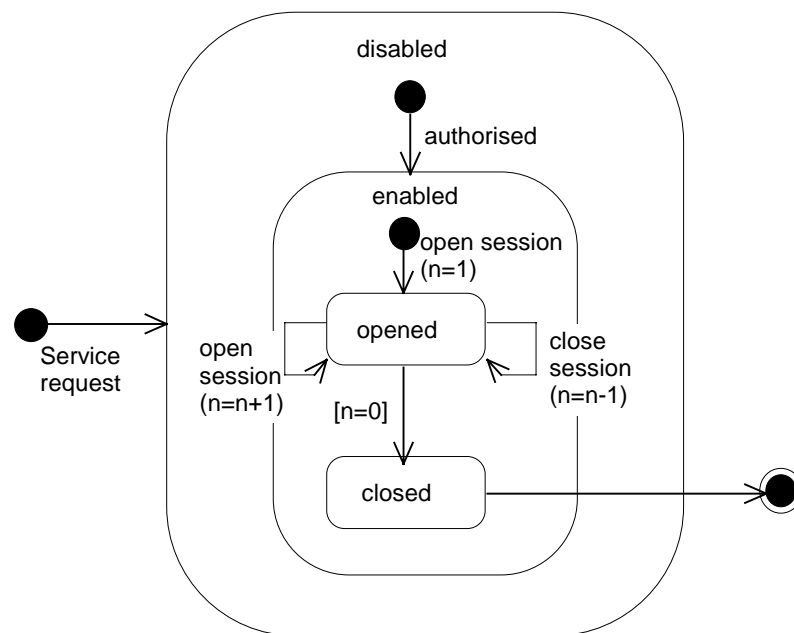 disabled
authorised
enabled
open session
(n=1)
opened
Service
request
open
session
(n=n+1)
close
session
(n=n-1)
[n=0]
closed